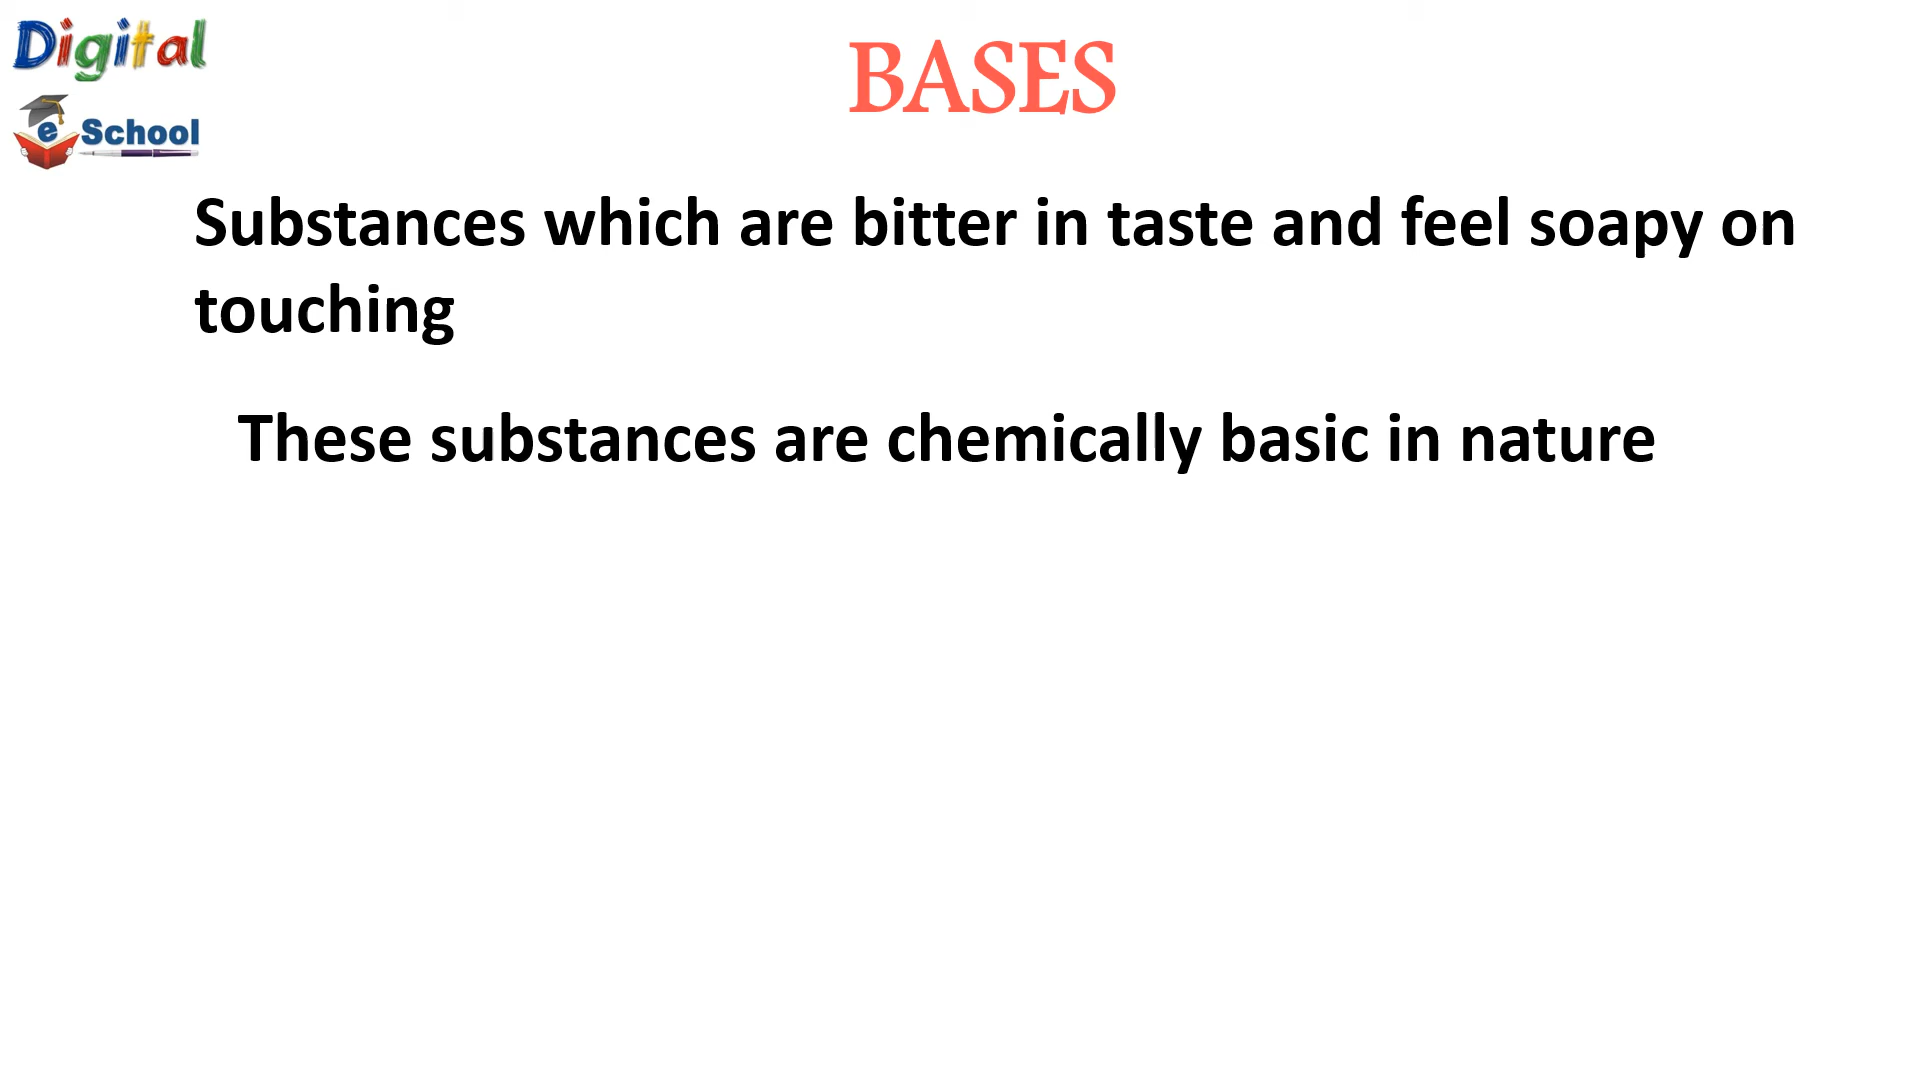 Digital
e School
BASES
Substances which are bitter in taste and feel soapy on
touching
These substances are chemically basic in nature